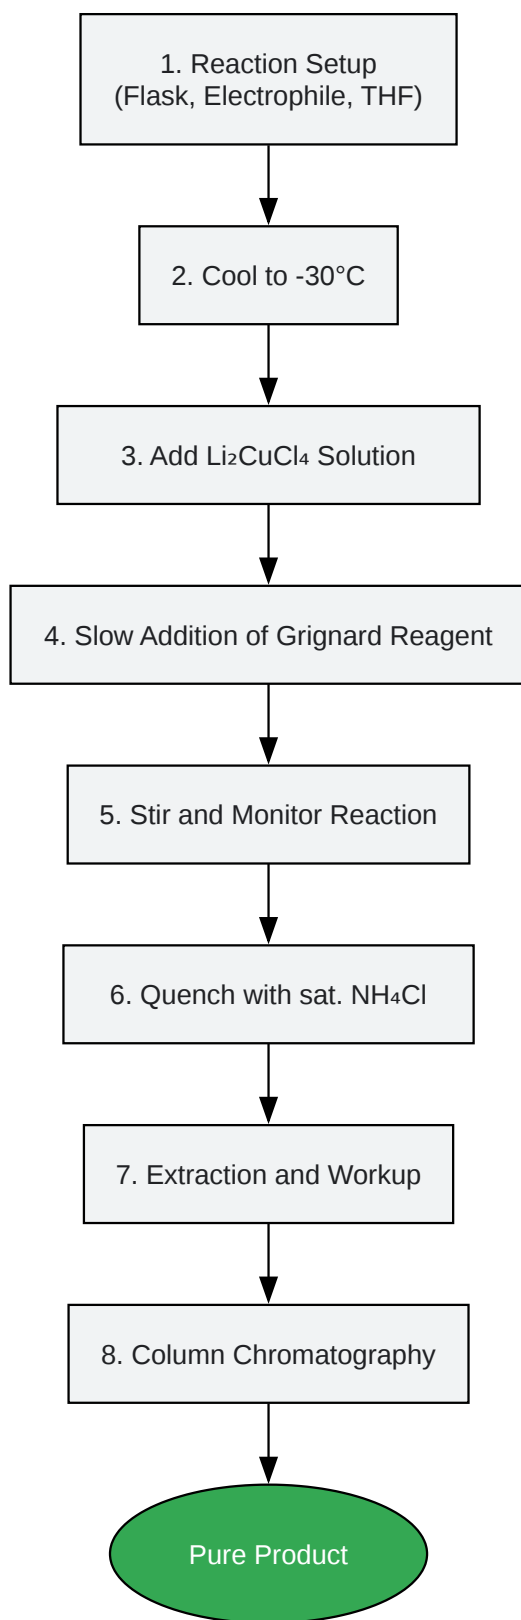 1. Reaction Setup
(Flask, Electrophile, THF)
2. Cool to -30°C
3. Add Li₂CuCl₄ Solution
4. Slow Addition of Grignard Reagent
5. Stir and Monitor Reaction
6. Quench with sat. NH₄Cl
7. Extraction and Workup
8. Column Chromatography
Pure Product